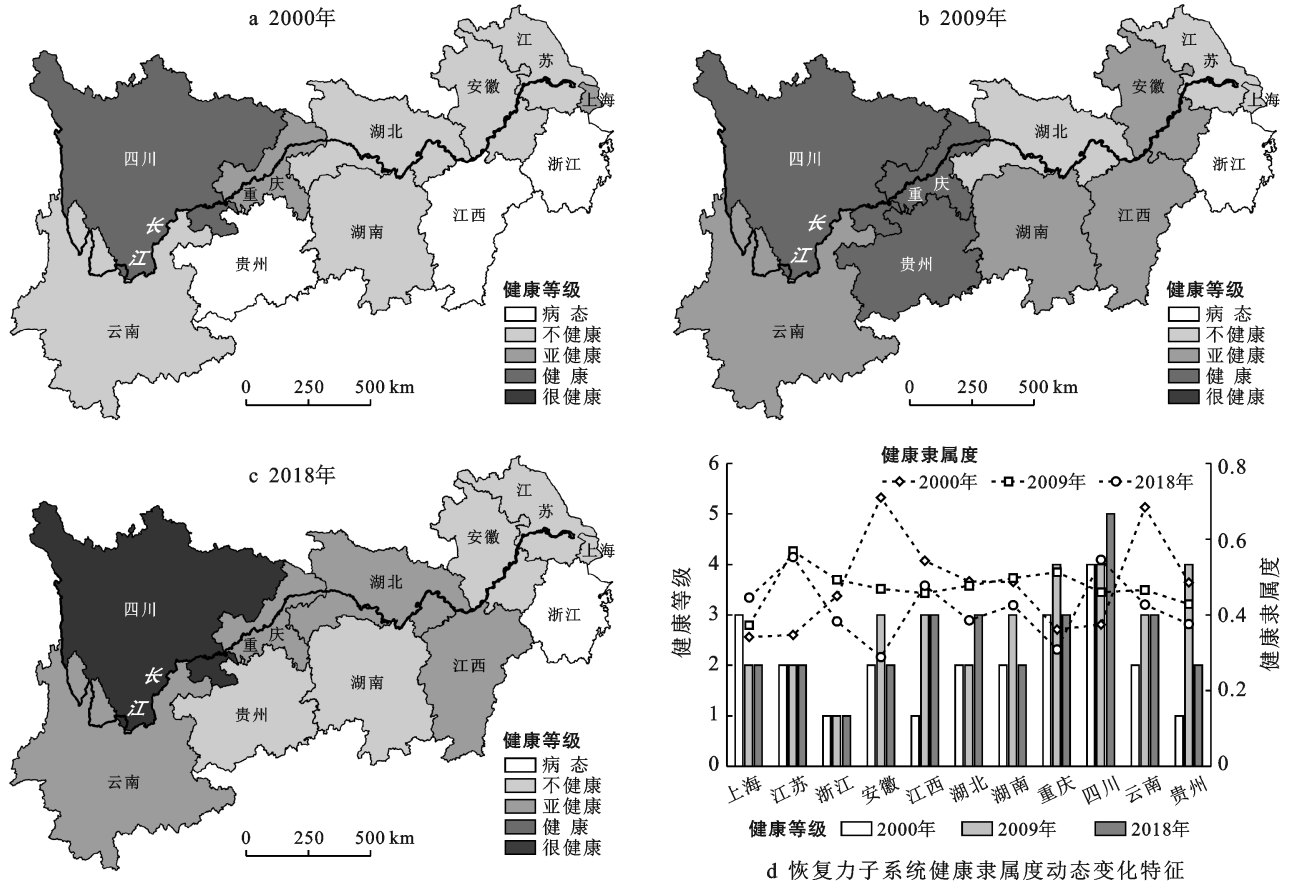 a 2000年
江
苏
安徽
上海
湖北
浙江
四川
重
庆
长
江
湖南
江西
贵州
云南
健康等级
病 态
不健康
亚健康
健 康
很健康
0 250 500 km
b 2009年
江
苏
安徽
上海
湖北
浙江
四川
重
庆
长
江
湖南
江西
贵州
云南
健康等级
病 态
不健康
亚健康
健 康
很健康
0 250 500 km
c 2018年
江
苏
安徽
上海
湖北
浙江
四川
重
庆
长
江
湖南
江西
贵州
云南
健康等级
病 态
不健康
亚健康
健 康
很健康
0 250 500 km
健康隶属度
2000年 2009年 2018年
6
5
4
3
2
1
0
健康等级
0.8
0.6
0.4
0.2
0
健康隶属度
上海 江苏 浙江 安徽 江西 湖北 湖南 重庆 四川 云南 贵州
健康等级 2000年 2009年 2018年
d 恢复力子系统健康隶属度动态变化特征